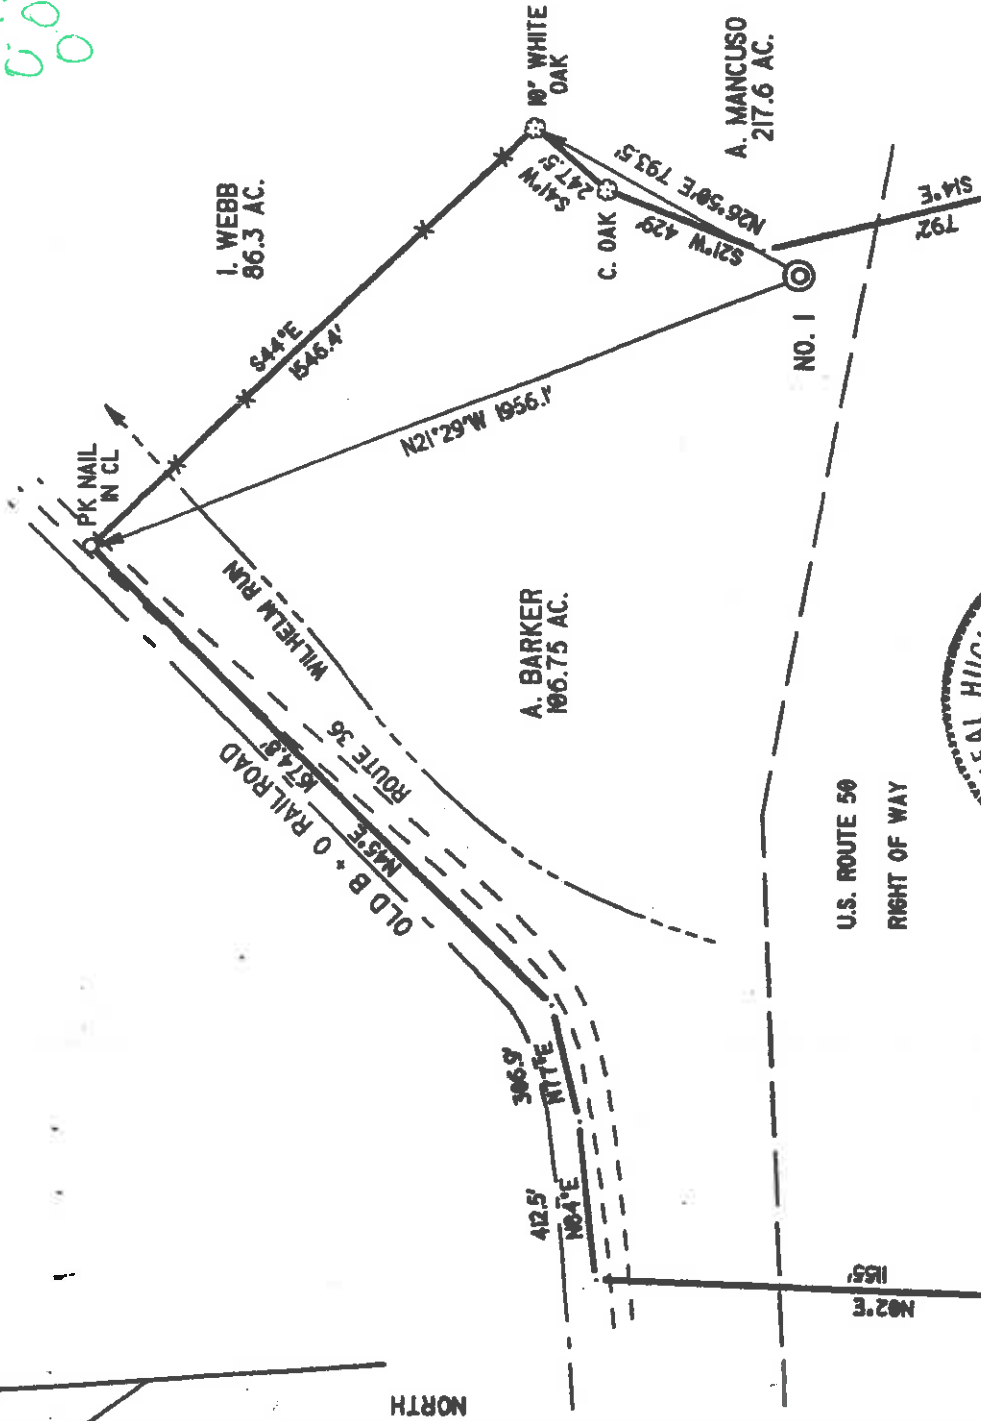 10" WHITE
OAK
A. MANCUSO
217.6 AC.
I. WEBB
86.3 AC.
S41°W
247.5'
N26°50'E 793.5'
C. OAK
S21°W 429'
S14°E
792'
NO. 1
S44°E
1546.4'
N21°29'W 1956.1'
PK NAIL
IN CL
WILHELM RUN
A. BARKER
106.75 AC.
ROUTE 36
OLD B + O RAILROAD
1574.8'
N45°E
U.S. ROUTE 50
RIGHT OF WAY
306.9'
N77°E
412.5'
N84°E
1155'
N02°E
NORTH